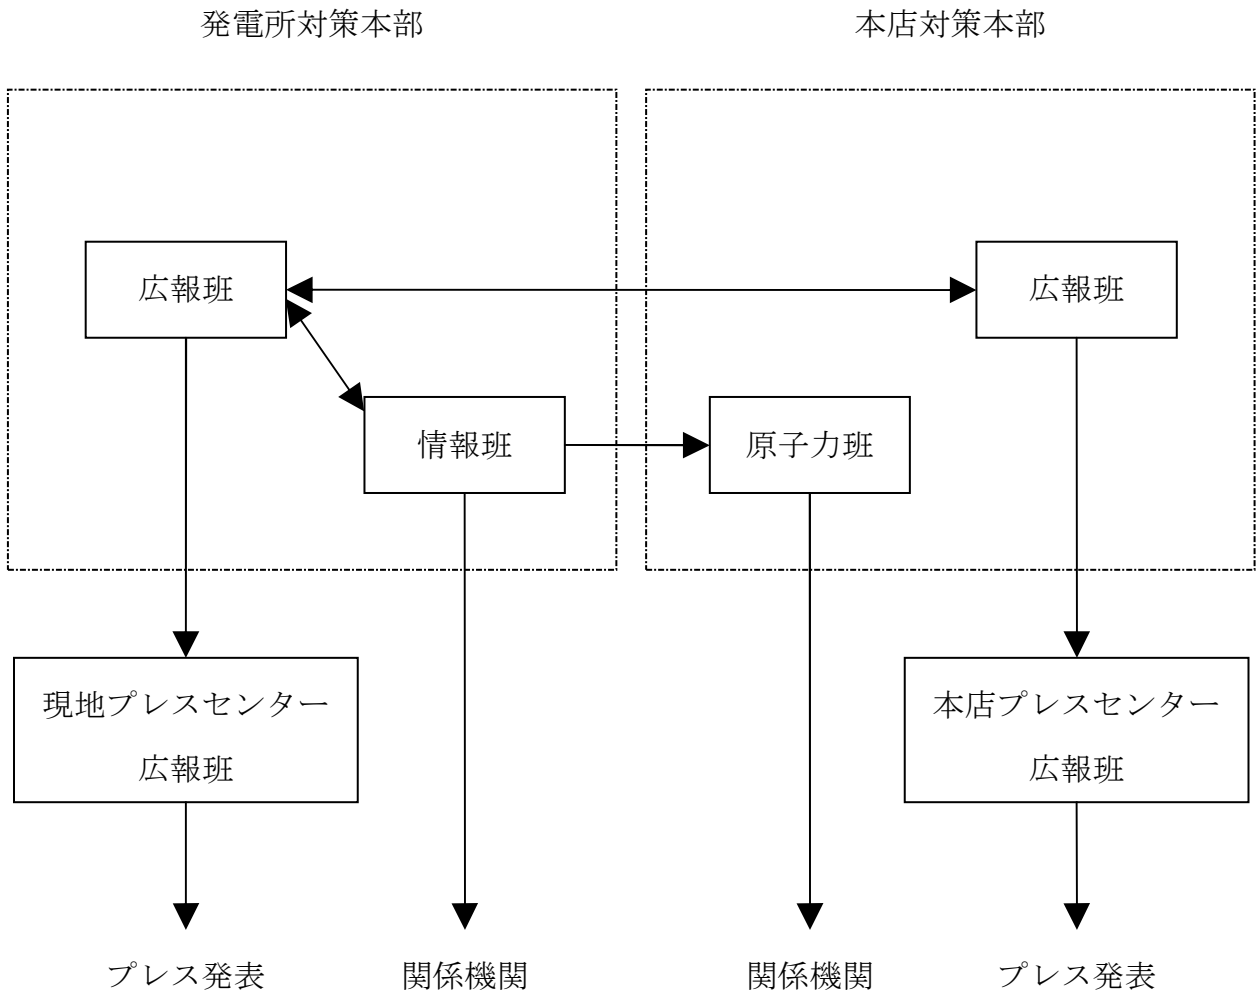 発電所対策本部
本店対策本部
広報班
広報班
情報班
原子力班
現地プレスセンター
広報班
本店プレスセンター
広報班
プレス発表
関係機関
関係機関
プレス発表